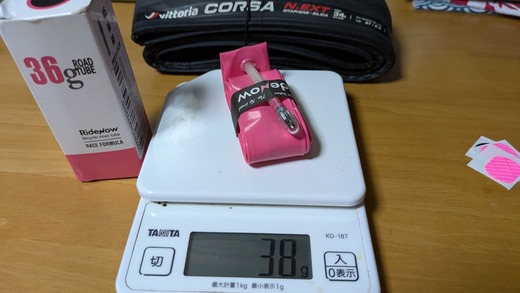 vittoria CORSA N.EXT
36g ROAD TUBE
RideNow
RACE FORMULA
RideNow
TANITA
KD-187
切
38g
入
0表示
最大計量1kg 最小表示1g